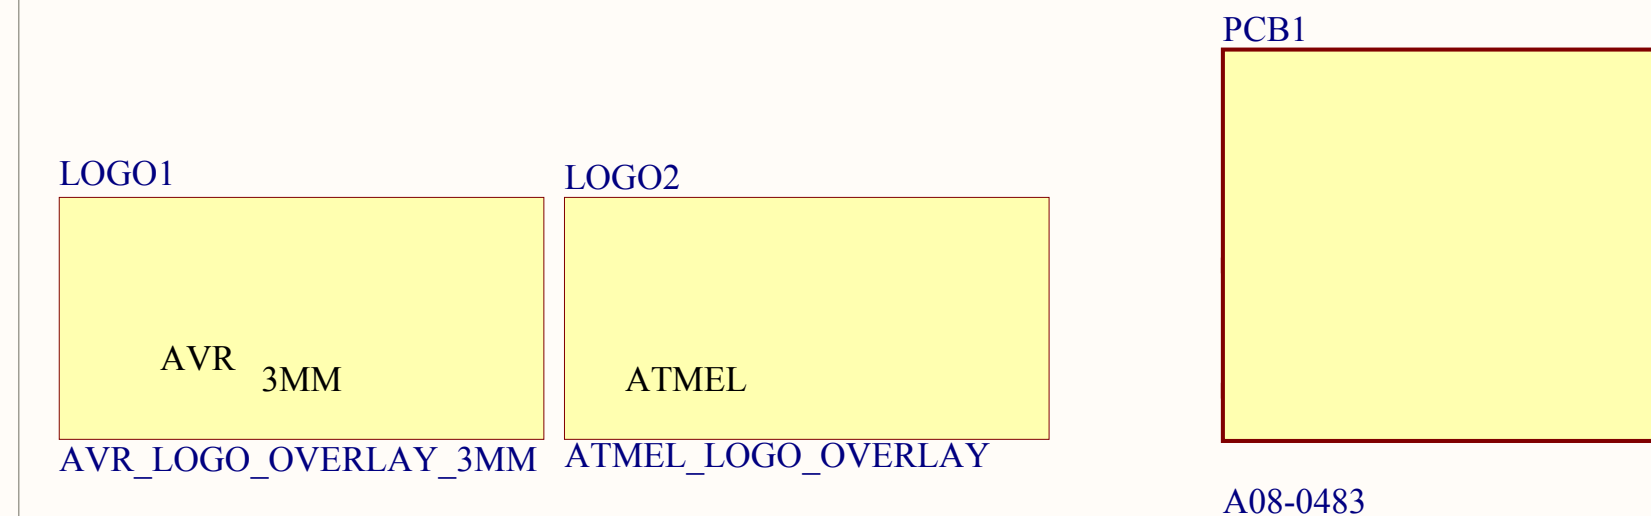 PCB1
LOGO1
LOGO2
AVR
3MM
ATMEL
AVR_LOGO_OVERLAY_3MM
ATMEL_LOGO_OVERLAY
A08-0483